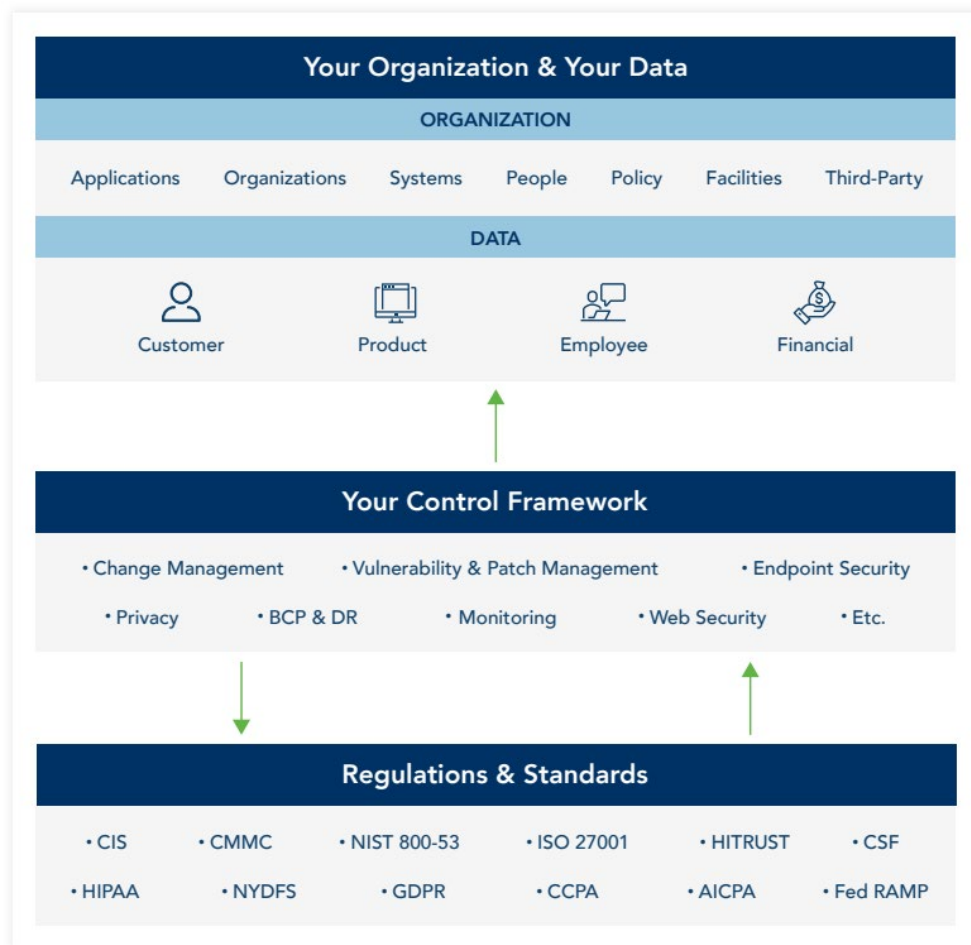 Your Organization & Your Data
ORGANIZATION
Applications Organizations Systems People Policy Facilities Third-Party
DATA
Customer Product Employee Financial
Your Control Framework
• Change Management • Vulnerability & Patch Management • Endpoint Security
• Privacy • BCP & DR • Monitoring • Web Security • Etc.
Regulations & Standards
• CIS • CMMC • NIST 800-53 • ISO 27001 • HITRUST • CSF
• HIPAA • NYDFS • GDPR • CCPA • AICPA • Fed RAMP